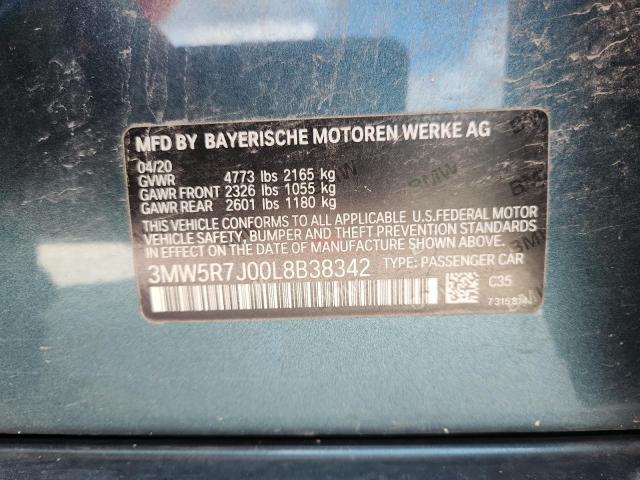 MFD BY BAYERISCHE MOTOREN WERKE AG
04/20
GVWR 4773 lbs 2165 kg
GAWR FRONT 2326 lbs 1055 kg
GAWR REAR 2601 lbs 1180 kg
THIS VEHICLE CONFORMS TO ALL APPLICABLE U.S.FEDERAL MOTOR
VEHICLE SAFETY, BUMPER AND THEFT PREVENTION STANDARDS
IN EFFECT ON THE DATE OF MANUFACTURE SHOWN ABOVE.
3MW5R7J00L8B38342 TYPE: PASSENGER CAR
C35